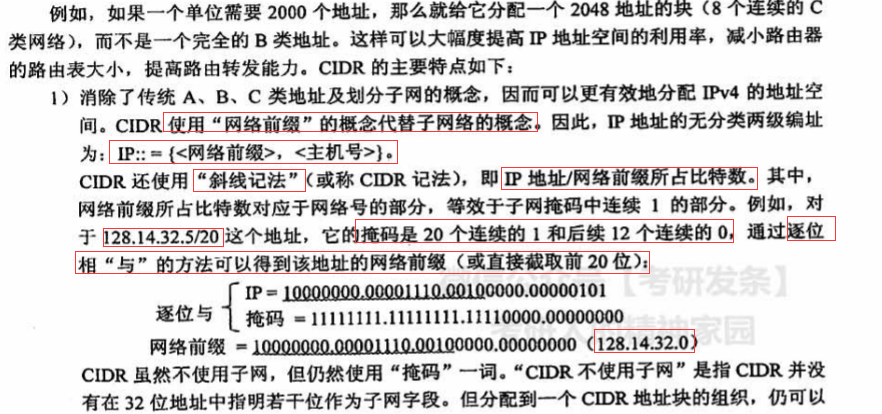 例如，如果一个单位需要 2000 个地址，那么就给它分配一个 2048 地址的块（8 个连续的 C
类网络），而不是一个完全的 B 类地址。这样可以大幅度提高 IP 地址空间的利用率，减小路由器
的路由表大小，提高路由转发能力。CIDR 的主要特点如下：
1）消除了传统 A、B、C 类地址及划分子网的概念，因而可以更有效地分配 IPv4 的地址空
间。CIDR 使用“网络前缀”的概念代替子网络的概念。因此，IP 地址的无分类两级编址
为：IP::＝{<网络前缀>，<主机号>}。
CIDR 还使用“斜线记法”（或称 CIDR 记法），即 IP 地址/网络前缀所占比特数。其中，
网络前缀所占比特数对应于网络号的部分，等效于子网掩码中连续 1 的部分。例如，对
于 128.14.32.5/20 这个地址，它的掩码是 20 个连续的 1 和后续 12 个连续的 0，通过逐位
相“与”的方法可以得到该地址的网络前缀（或直接截取前 20 位）：
逐位与
IP = 10000000.00001110.00100000.00000101
掩码 = 11111111.11111111.11110000.00000000
网络前缀 = 10000000.00001110.00100000.00000000（128.14.32.0）
CIDR 虽然不使用子网，但仍然使用“掩码”一词。“CIDR 不使用子网”是指 CIDR 并没
有在 32 位地址中指明若干位作为子网字段。但分配到一个 CIDR 地址块的组织，仍可以
【考研发条】
精神家园